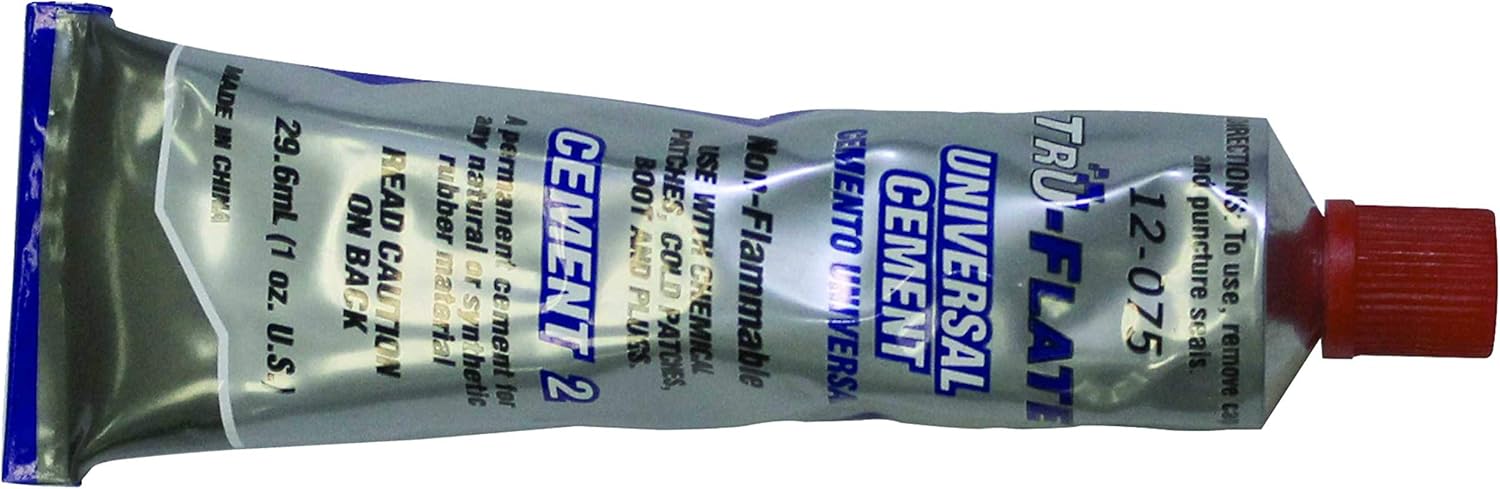 DIRECTIONS: To use, remove cap
and puncture seals.
12-075
TRU-FLATE
UNIVERSAL
CEMENT
CEMENTO UNIVERSA
Non-Flammable
USE WITH CHEMICAL
PATCHES, COLD PATCHES,
BOOT AND PLUGS
CEMENT 2
A permanent cement for
any natural or synthetic
rubber material
READ CAUTION
ON BACK
29.6mL (1 oz. U.S.)
MADE IN CHINA